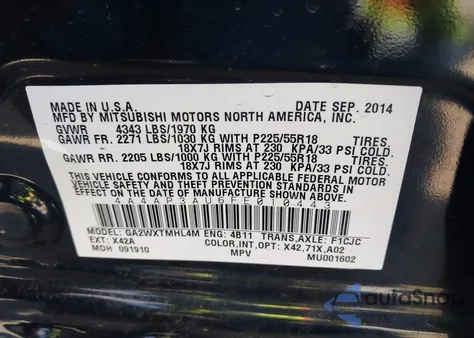 MADE IN U.S.A. DATE SEP. 2014
MFD BY MITSUBISHI MOTORS NORTH AMERICA, INC.
GVWR 4343 LBS/1970 KG
GAWR FR. 2271 LBS/1030 KG WITH P225/55R18 TIRES.
18X7J RIMS AT 230 KPA/33 PSI COLD.
GAWR RR. 2205 LBS/1000 KG WITH P225/55R18 TIRES.
18X7J RIMS AT 230 KPA/33 PSI COLD.
THIS VEHICLE CONFORMS TO ALL APPLICABLE FEDERAL MOTOR
VEHICLE SAFETY AND THEFT PREVENTION STANDARDS IN EFFECT
ON THE DATE OF MANUFACTURE SHOWN ABOVE.
4A4AP3AU6FE010443
MODEL: GA2WXTMHL4M ENG: 4B11 TRANS,AXLE: F1CJC
EXT: X42A COLOR,INT,OPT: X42,71X,A02
MDH 091910 MPV MU001602
autoSnap